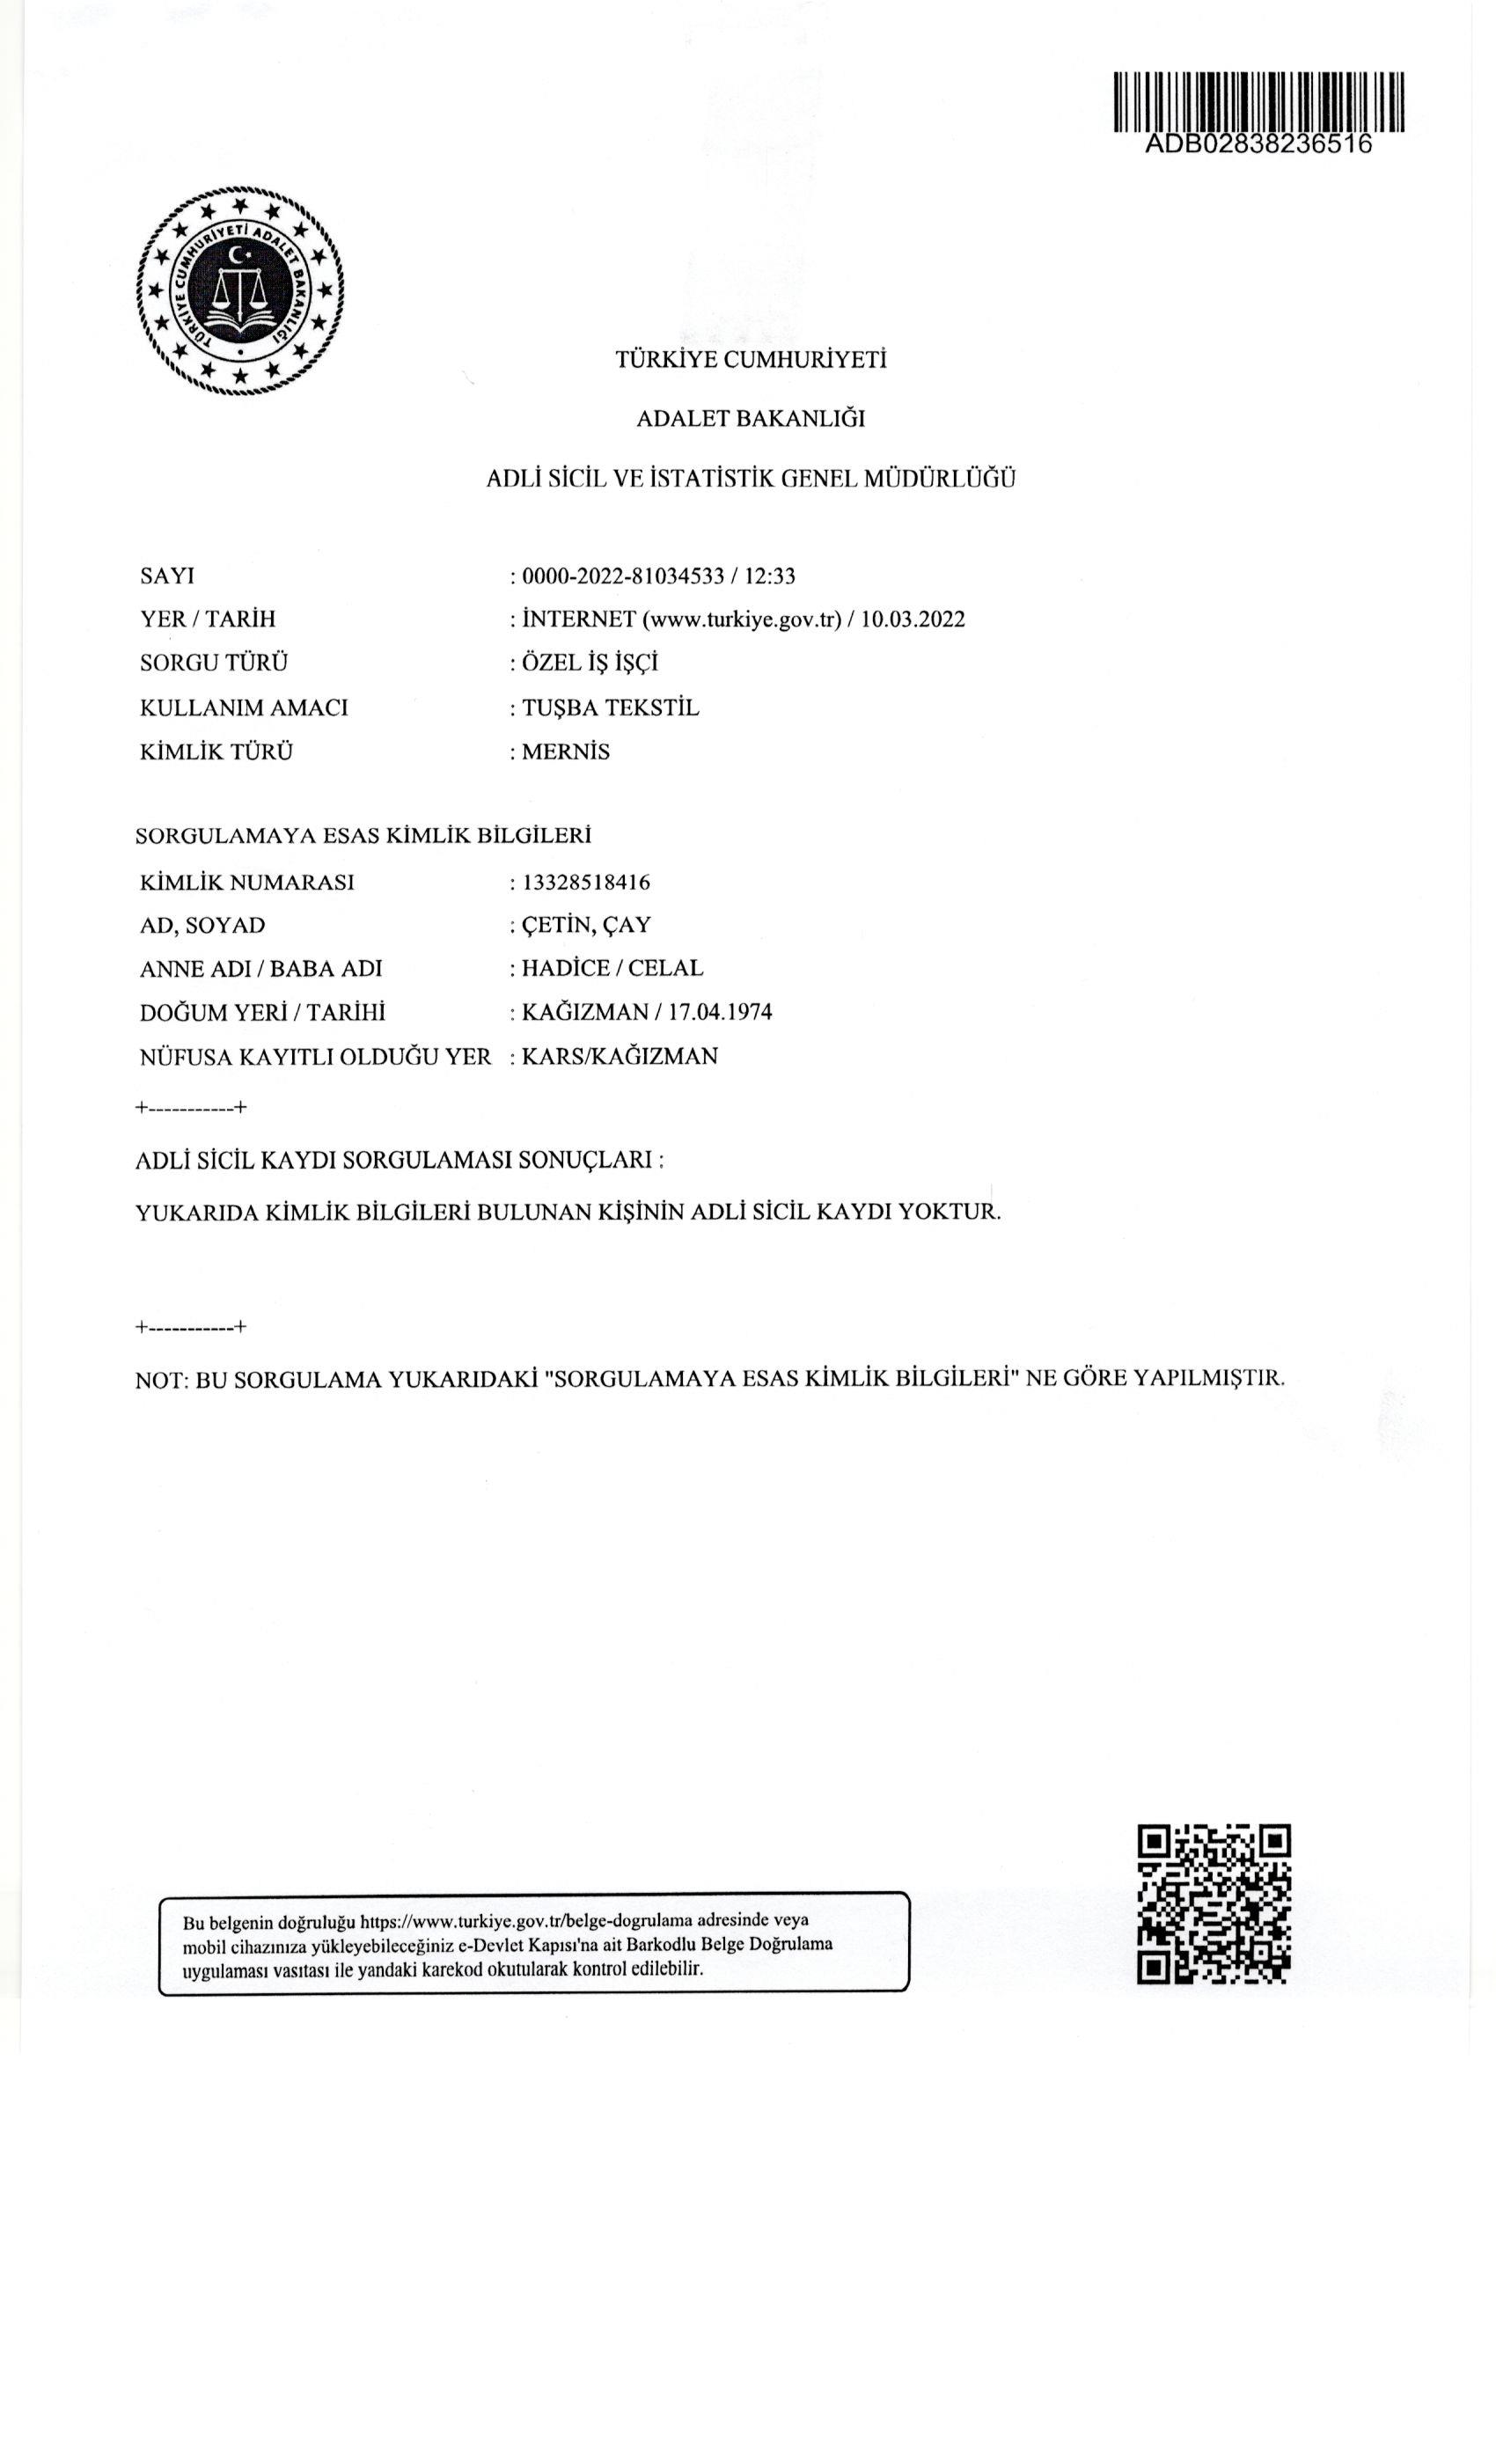 ADB02838236516
TÜRKİYE CUMHURİYETİ ADALET BAKANLIĞI
TÜRKİYE CUMHURİYETİ
ADALET BAKANLIĞI
ADLİ SİCİL VE İSTATİSTİK GENEL MÜDÜRLÜĞÜ
SAYI : 0000-2022-81034533 / 12:33
YER / TARİH : İNTERNET (www.turkiye.gov.tr) / 10.03.2022
SORGU TÜRÜ : ÖZEL İŞ İŞÇİ
KULLANIM AMACI : TUŞBA TEKSTİL
KİMLİK TÜRÜ : MERNİS
SORGULAMAYA ESAS KİMLİK BİLGİLERİ
KİMLİK NUMARASI : 13328518416
AD, SOYAD : ÇETİN, ÇAY
ANNE ADI / BABA ADI : HADİCE / CELAL
DOĞUM YERİ / TARİHİ : KAĞIZMAN / 17.04.1974
NÜFUSA KAYITLI OLDUĞU YER : KARS/KAĞIZMAN
+-----------+
ADLİ SİCİL KAYDI SORGULAMASI SONUÇLARI :
YUKARIDA KİMLİK BİLGİLERİ BULUNAN KİŞİNİN ADLİ SİCİL KAYDI YOKTUR.
+-----------+
NOT: BU SORGULAMA YUKARIDAKİ "SORGULAMAYA ESAS KİMLİK BİLGİLERİ" NE GÖRE YAPILMIŞTIR.
Bu belgenin doğruluğu https://www.turkiye.gov.tr/belge-dogrulama adresinde veya
mobil cihazınıza yükleyebileceğiniz e-Devlet Kapısı'na ait Barkodlu Belge Doğrulama
uygulaması vasıtası ile yandaki karekod okutularak kontrol edilebilir.